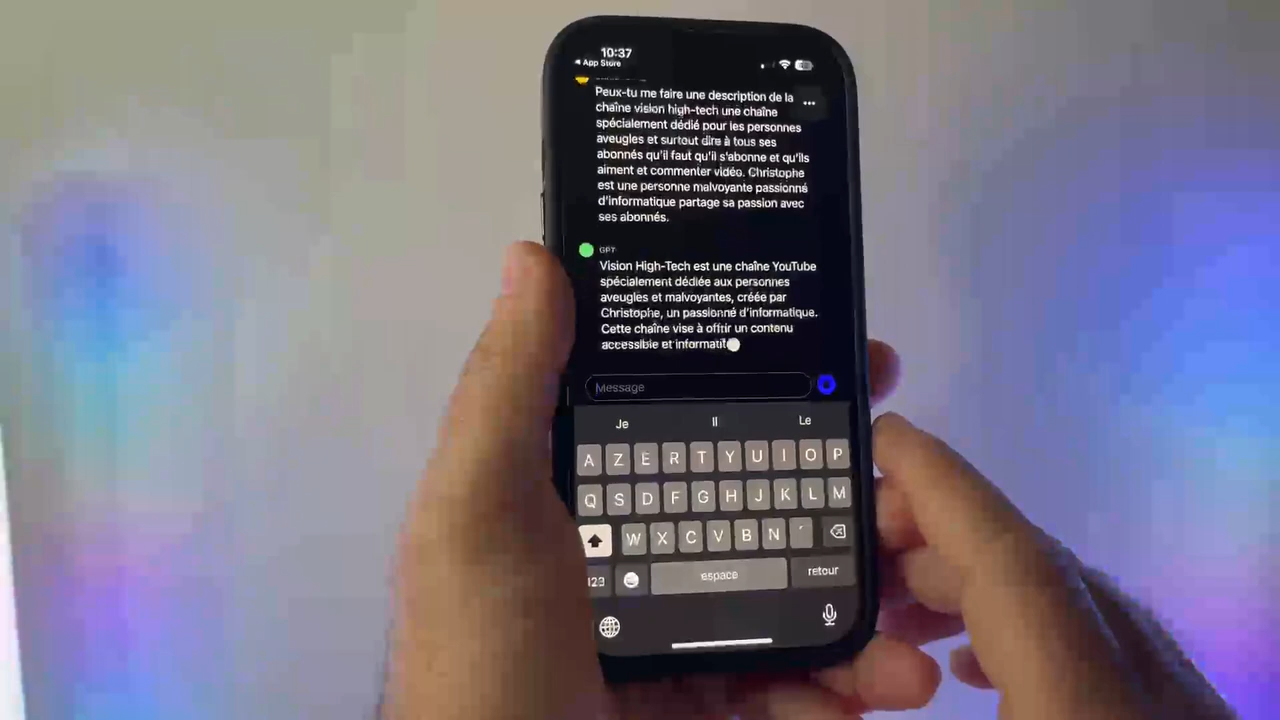 10:37
App Store
Peux-tu me faire une description de la
chaîne vision high-tech une chaîne
spécialement dédié pour les personnes
aveugles et surtout dire à tous ses
abonnés qu'il faut qu'il s'abonne et qu'ils
aiment et commenter vidéo. Christophe
est une personne malvoyante passionné
d'informatique partage sa passion avec
ses abonnés.
GPT
Vision High-Tech est une chaîne YouTube
spécialement dédiée aux personnes
aveugles et malvoyantes, créée par
Christophe, un passionné d'informatique.
Cette chaîne vise à offrir un contenu
accessible et informatif
Message
Je Il Le
A Z E R T Y U I O P
Q S D F G H J K L M
W X C V B N ´
123 espace retour